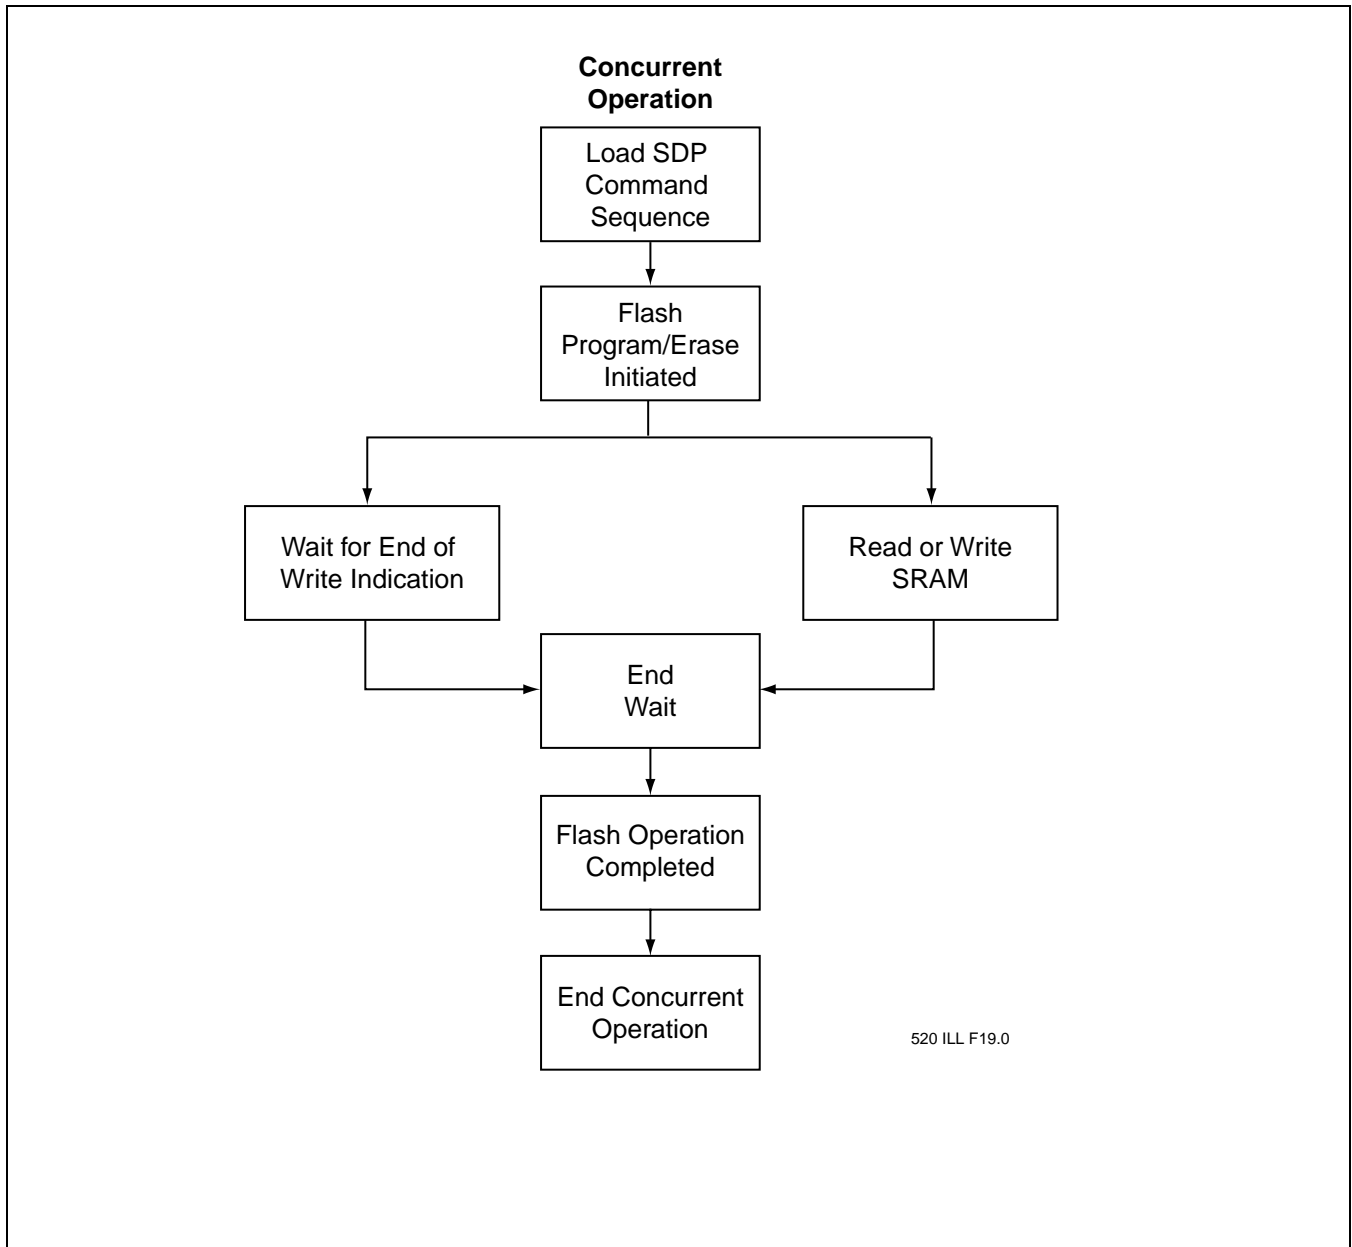 Concurrent
Operation
Load SDP
Command
Sequence
Flash
Program/Erase
Initiated
Wait for End of
Write Indication
Read or Write
SRAM
End
Wait
Flash Operation
Completed
End Concurrent
Operation
520 ILL F19.0